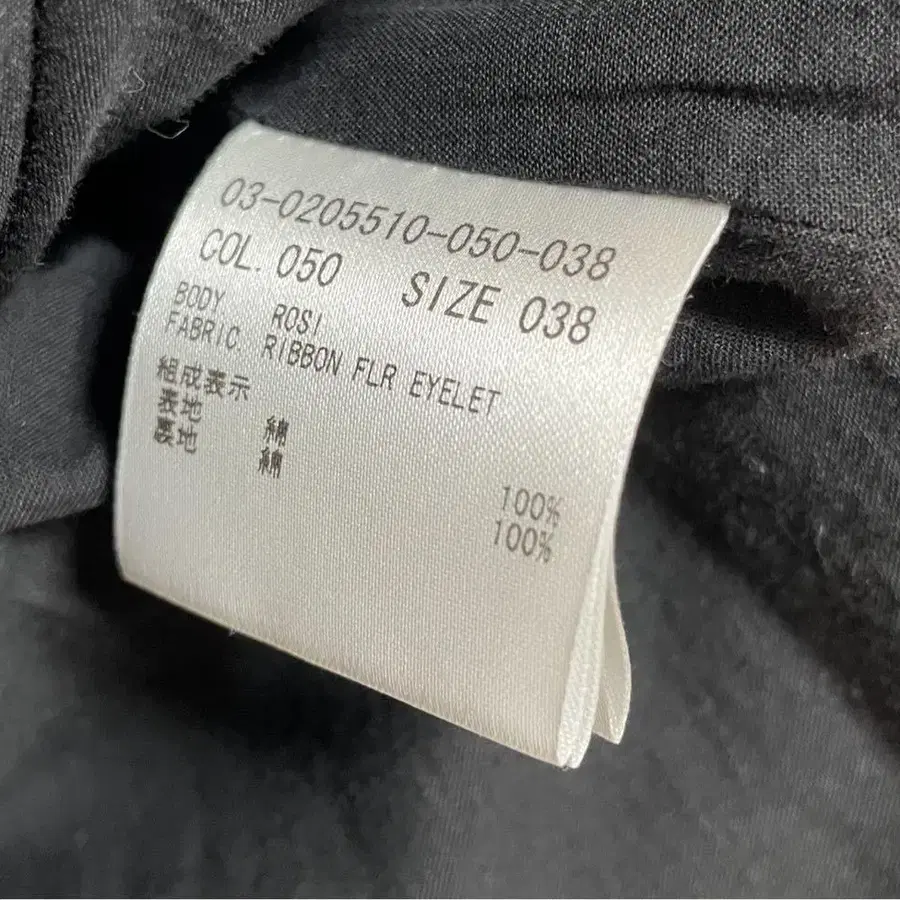 03-0205510-050-038
COL. 050 SIZE 038
BODY ROSI
FABRIC. RIBBON FLR EYELET
組成表示
表地 綿 100%
裏地 綿 100%